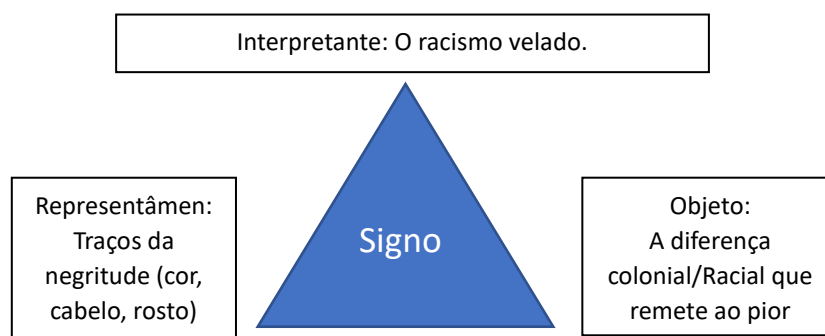 Interpretante: O racismo velado.
Representâmen:
Traços da
negritude (cor,
cabelo, rosto)
Signo
Objeto:
A diferença
colonial/Racial que
remete ao pior